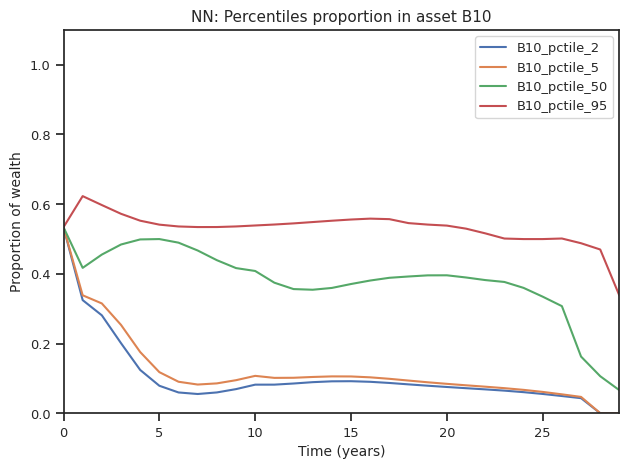 NN: Percentiles proportion in asset B10
B10_pctile_2
B10_pctile_5
B10_pctile_50
B10_pctile_95
Proportion of wealth
1.0
0.8
0.6
0.4
0.2
0.0
0 5 10 15 20 25
Time (years)